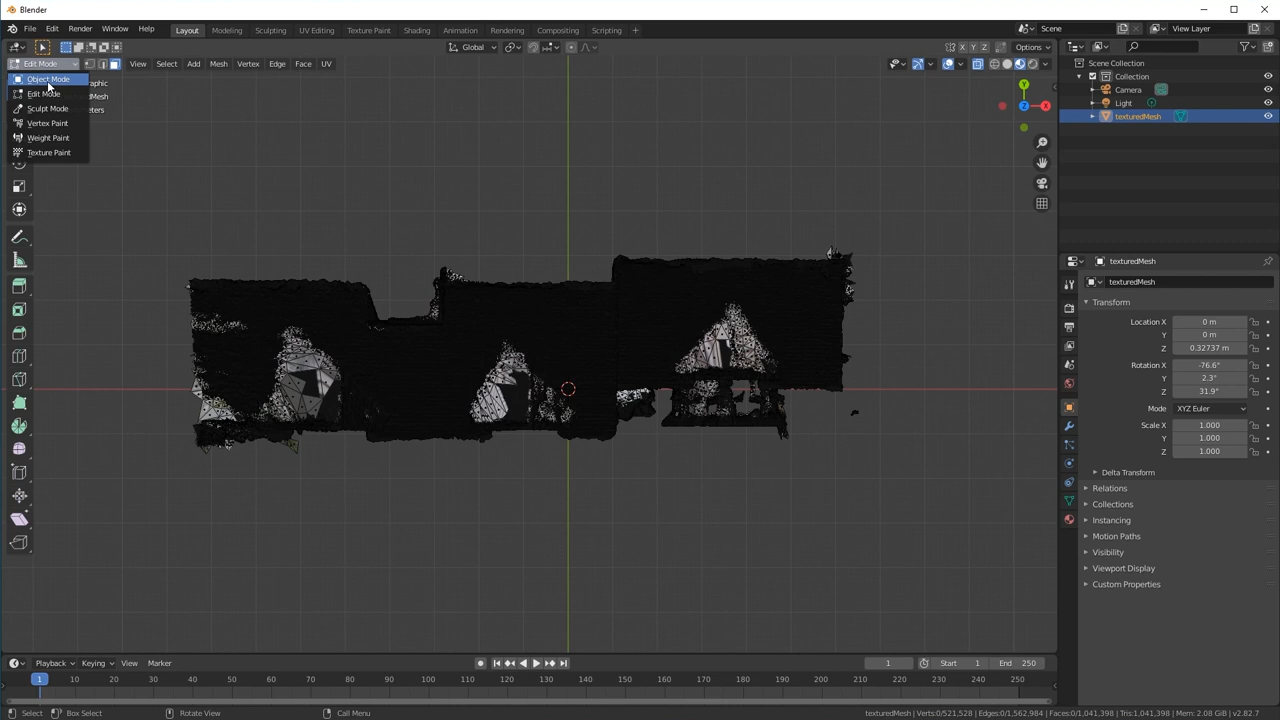 Blender
File Edit Render Window Help
Layout Modeling Sculpting UV Editing Texture Paint Shading Animation Rendering Compositing Scripting
Scene
View Layer
Global
X Y Z Options
Edit Mode
View Select Add Mesh Vertex Edge Face UV
Object Mode
Edit Mode
Sculpt Mode
Vertex Paint
Weight Paint
Texture Paint
Scene Collection
Collection
Camera
Light
texturedMesh
Y
X
Z
texturedMesh
texturedMesh
Transform
Location X 0 m
Y 0 m
Z 0.32737 m
Rotation X -76.6°
Y 2.3°
Z 31.9°
Mode XYZ Euler
Scale X 1.000
Y 1.000
Z 1.000
Delta Transform
Relations
Collections
Instancing
Motion Paths
Visibility
Viewport Display
Custom Properties
Playback Keying View Marker
1 Start 1 End 250
1 10 20 30 40 50 60 70 80 90 100 110 120 130 140 150 160 170 180 190 200 210 220 230 240 250
Select Box Select Rotate View Call Menu
texturedMesh | Verts:0/521,528 | Edges:0/1,562,984 | Faces:0/1,041,398 | Tris:1,041,398 | Mem: 2.08 GiB | v2.82.7